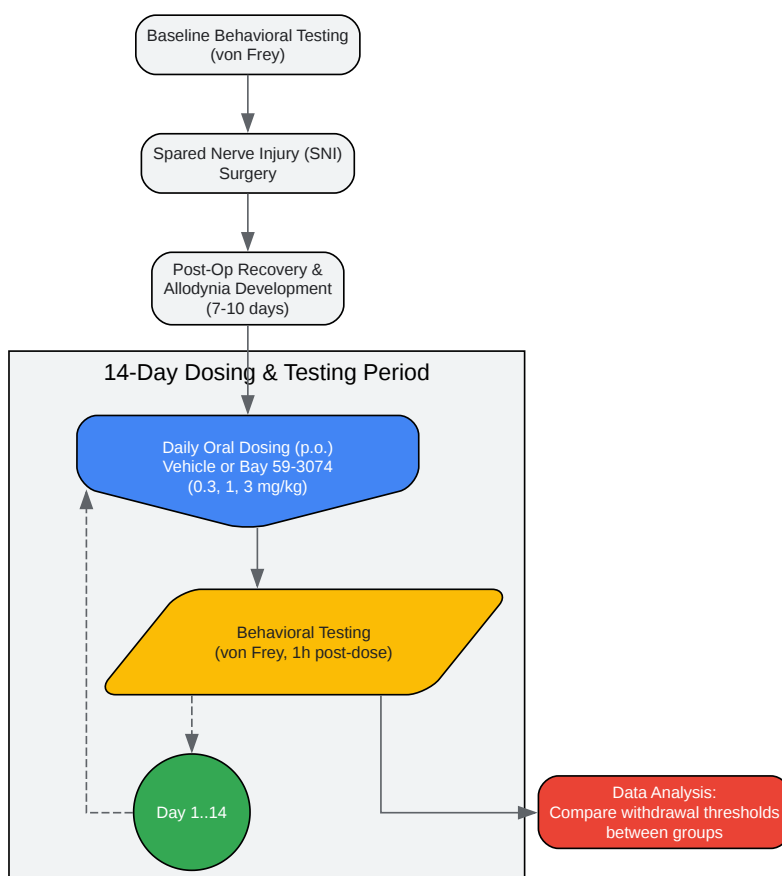 Baseline Behavioral Testing
(von Frey)
Spared Nerve Injury (SNI)
Surgery
Post-Op Recovery &
Allodynia Development
(7-10 days)
14-Day Dosing & Testing Period
Daily Oral Dosing (p.o.)
Vehicle or Bay 59-3074
(0.3, 1, 3 mg/kg)
Behavioral Testing
(von Frey, 1h post-dose)
Day 1..14
Data Analysis:
Compare withdrawal thresholds
between groups